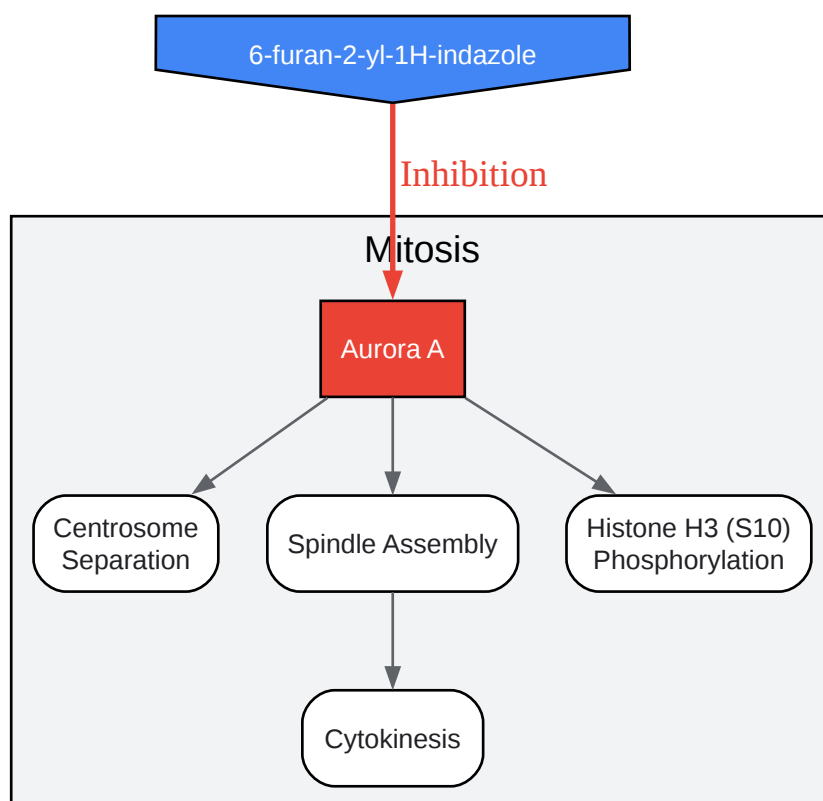 6-furan-2-yl-1H-indazole
Inhibition
Mitosis
Aurora A
Centrosome
Separation
Spindle Assembly
Histone H3 (S10)
Phosphorylation
Cytokinesis